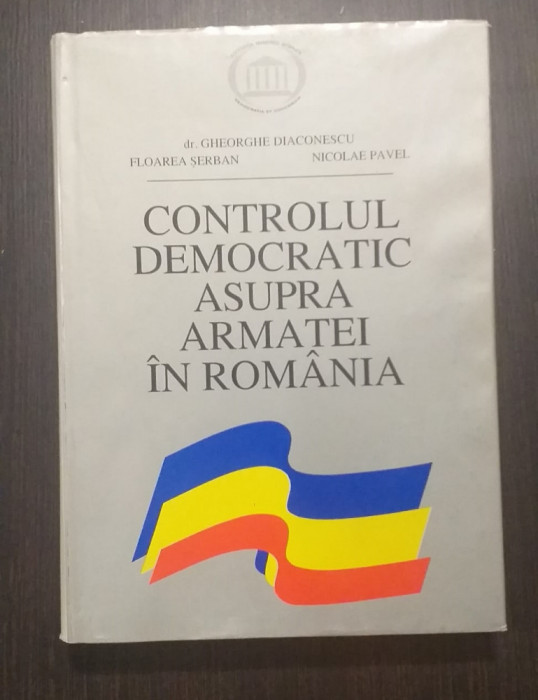 dr. GHEORGHE DIACONESCU
FLOAREA ȘERBAN NICOLAE PAVEL
CONTROLUL
DEMOCRATIC
ASUPRA
ARMATEI
ÎN ROMÂNIA